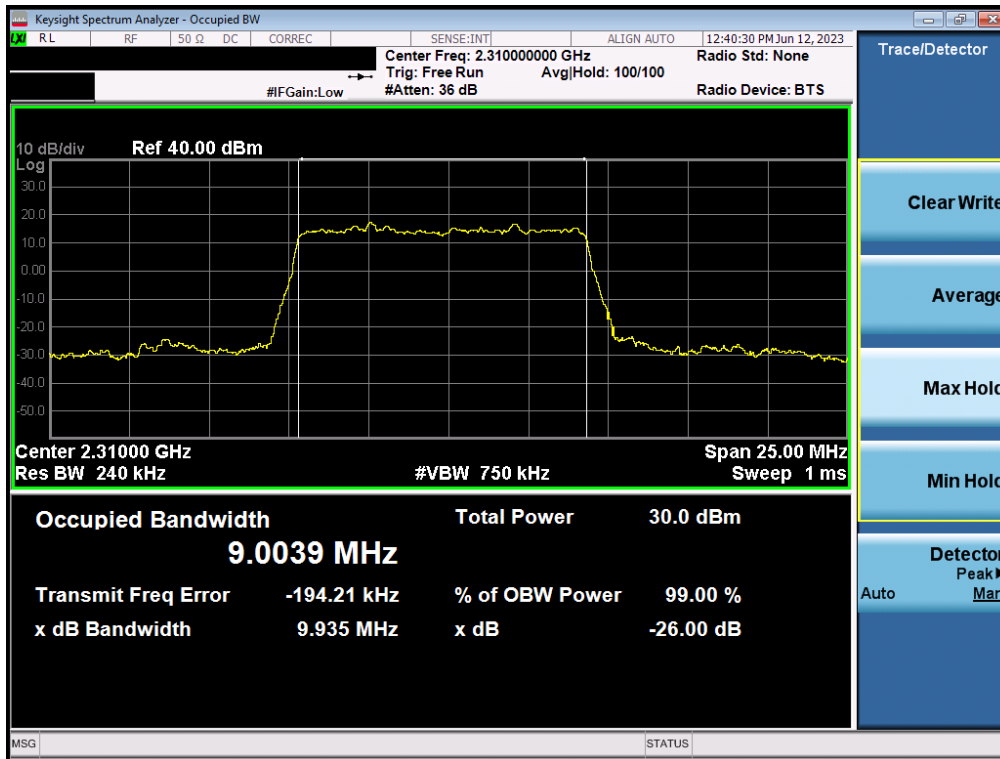 Keysight Spectrum Analyzer - Occupied BW
LXI RL RF 50 Ω DC CORREC SENSE:INT ALIGN AUTO 12:40:30 PM Jun 12, 2023
Center Freq: 2.310000000 GHz Radio Std: None
Trig: Free Run Avg|Hold: 100/100
#IFGain:Low #Atten: 36 dB Radio Device: BTS
Trace/Detector
10 dB/div Ref 40.00 dBm
Log
30.0
20.0
10.0
0.00
-10.0
-20.0
-30.0
-40.0
-50.0
Center 2.31000 GHz Span 25.00 MHz
Res BW 240 kHz #VBW 750 kHz Sweep 1 ms
Occupied Bandwidth Total Power 30.0 dBm
9.0039 MHz
Transmit Freq Error -194.21 kHz % of OBW Power 99.00 %
x dB Bandwidth 9.935 MHz x dB -26.00 dB
Clear Write
Average
Max Hold
Min Hold
Detector
Peak
Auto Man
MSG STATUS